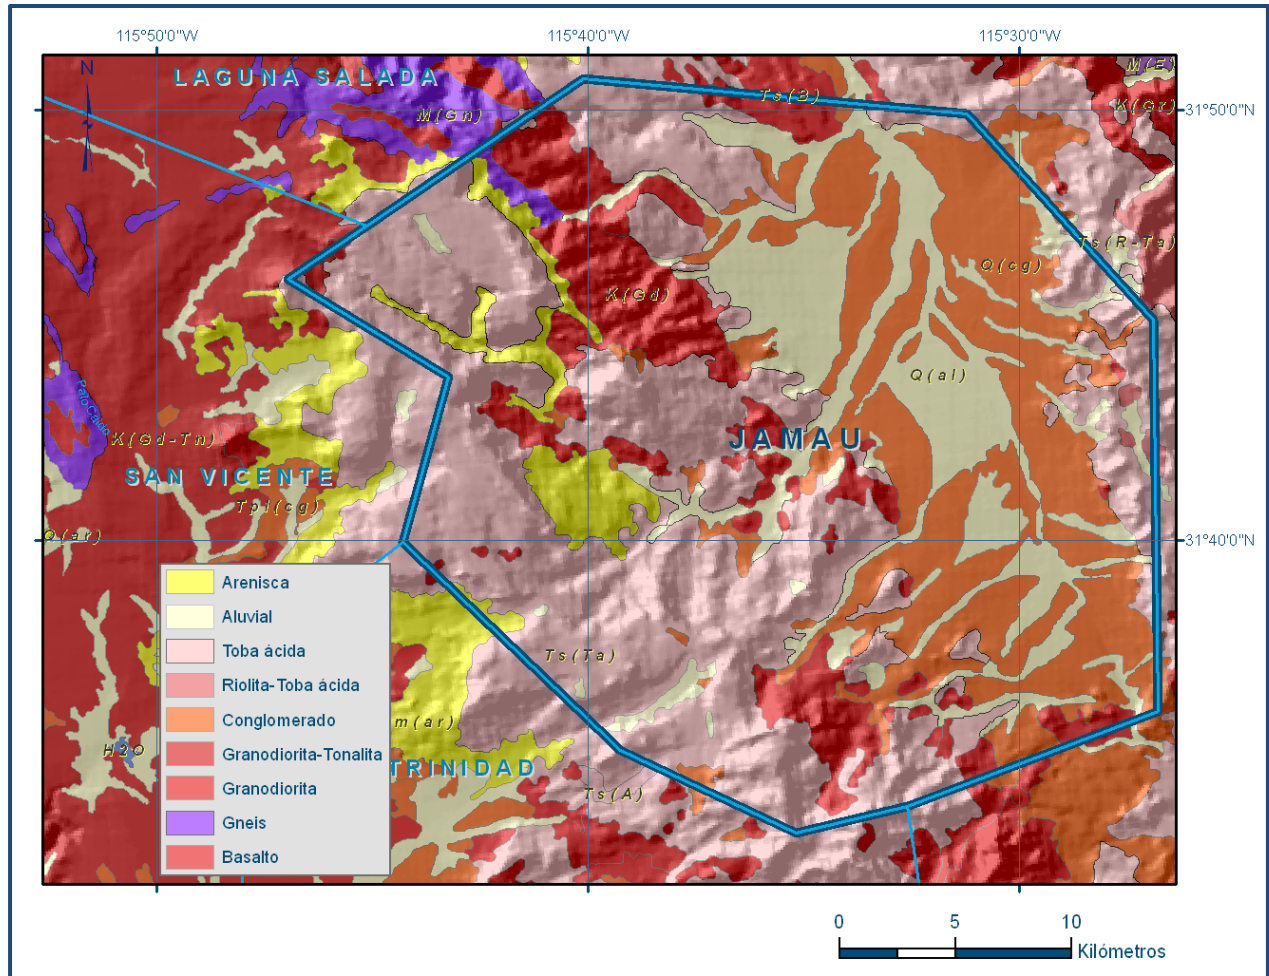 115°50'0"W
115°40'0"W
115°30'0"W
N
LAGUNA SALADA
M(E)
Ts(B)
K(Gr)
31°50'0"N
M(Gn)
Ts(R-Ta)
Q(cg)
K(Gd)
Q(al)
PataCaida
K(Gd-Tn)
JAMAU
SAN VICENTE
Tpl(cg)
Q(ar)
31°40'0"N
Arenisca
Aluvial
Toba ácida
Ts(Ta)
Riolita-Toba ácida
Conglomerado
m(ar)
H2O
Granodiorita-Tonalita
TRINIDAD
Granodiorita
Ts(A)
Gneis
Basalto
0 5 10
Kilómetros